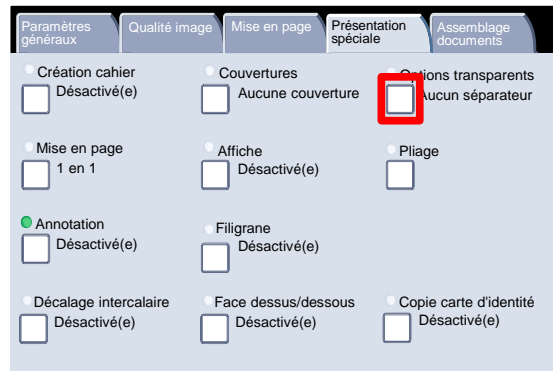 Paramètres
généraux
Qualité image
Mise en page
Présentation
spéciale
Assemblage
documents
Création cahier
Désactivé(e)
Couvertures
Aucune couverture
Options transparents
Aucun séparateur
Mise en page
1 en 1
Affiche
Désactivé(e)
Pliage
Annotation
Désactivé(e)
Filigrane
Désactivé(e)
Décalage intercalaire
Désactivé(e)
Face dessus/dessous
Désactivé(e)
Copie carte d'identité
Désactivé(e)